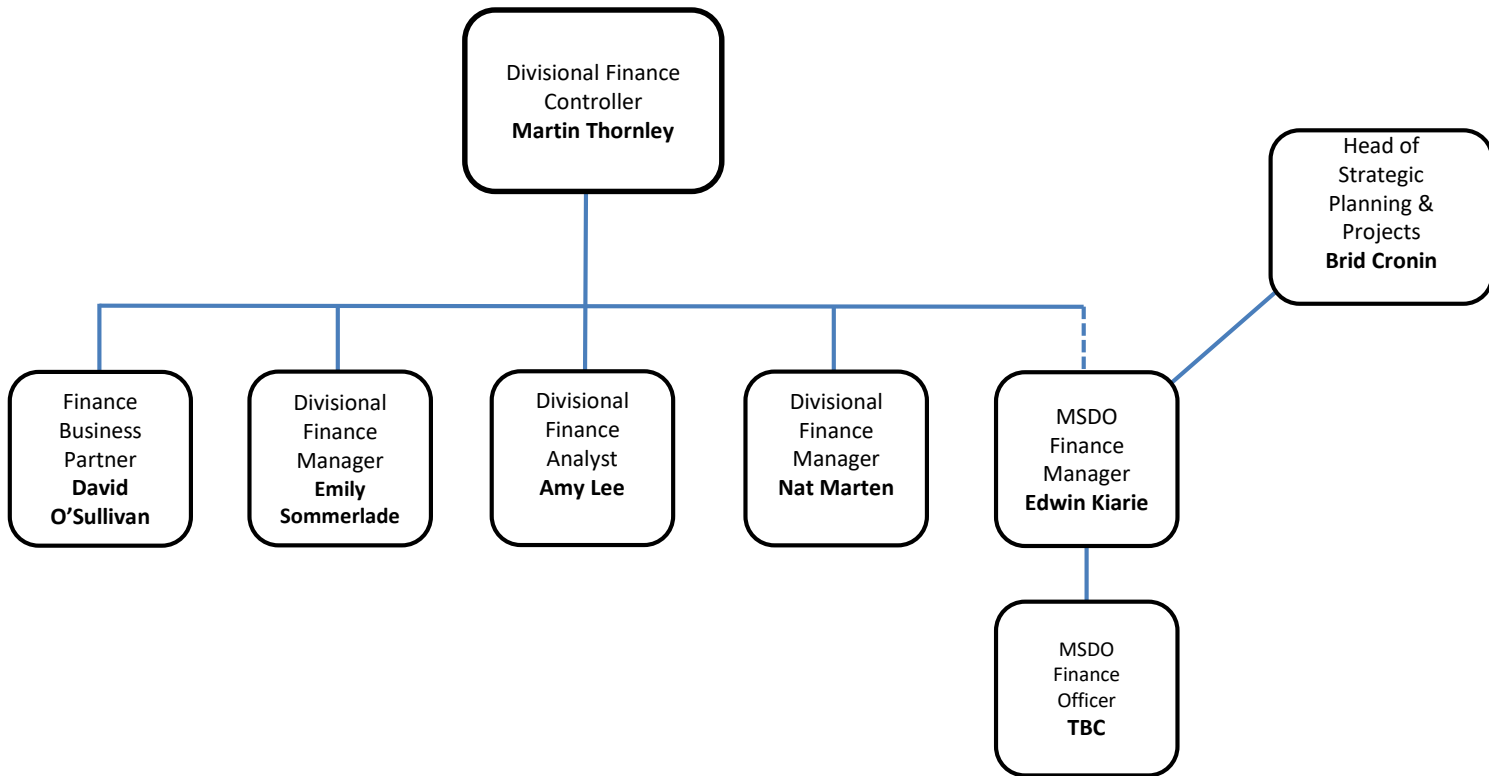 Divisional Finance
Controller
Martin Thornley
Head of
Strategic
Planning &
Projects
Brid Cronin
Finance
Business
Partner
David
O’Sullivan
Divisional
Finance
Manager
Emily
Sommerlade
Divisional
Finance
Analyst
Amy Lee
Divisional
Finance
Manager
Nat Marten
MSDO
Finance
Manager
Edwin Kiarie
MSDO
Finance
Officer
TBC